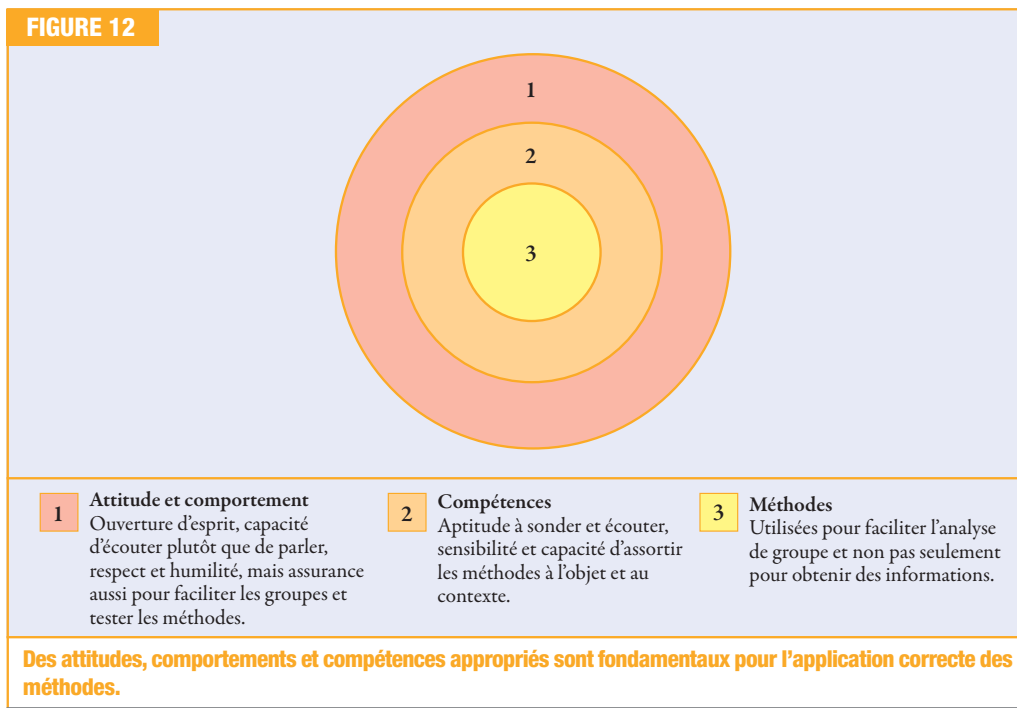 FIGURE 12
1
2
3
1
Attitude et comportement
Ouverture d'esprit, capacité
d'écouter plutôt que de parler,
respect et humilité, mais assurance
aussi pour faciliter les groupes et
tester les méthodes.
2
Compétences
Aptitude à sonder et écouter,
sensibilité et capacité d'assortir
les méthodes à l'objet et au
contexte.
3
Méthodes
Utilisées pour faciliter l'analyse
de groupe et non pas seulement
pour obtenir des informations.
Des attitudes, comportements et compétences appropriés sont fondamentaux pour l'application correcte des
méthodes.